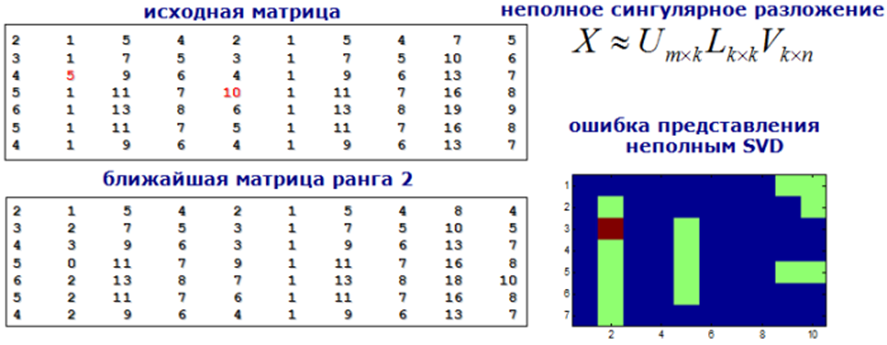 исходная матрица
2 1 5 4 2 1 5 4 7 5
3 1 7 5 3 1 7 5 10 6
4 5 9 6 4 1 9 6 13 7
5 1 11 7 10 1 11 7 16 8
6 1 13 8 6 1 13 8 19 9
5 1 11 7 5 1 11 7 16 8
4 1 9 6 4 1 9 6 13 7
ближайшая матрица ранга 2
2 1 5 4 2 1 5 4 8 4
3 2 7 5 3 1 7 5 10 5
4 3 9 6 3 1 9 6 13 7
5 0 11 7 9 1 11 7 16 8
6 2 13 8 7 1 13 8 18 10
5 2 11 7 6 1 11 7 16 8
4 2 9 6 4 1 9 6 13 7
неполное сингулярное разложение
X ≈ U m×k L k×k V k×n
ошибка представления
неполным SVD
1
2
3
4
5
6
7
2 4 6 8 10